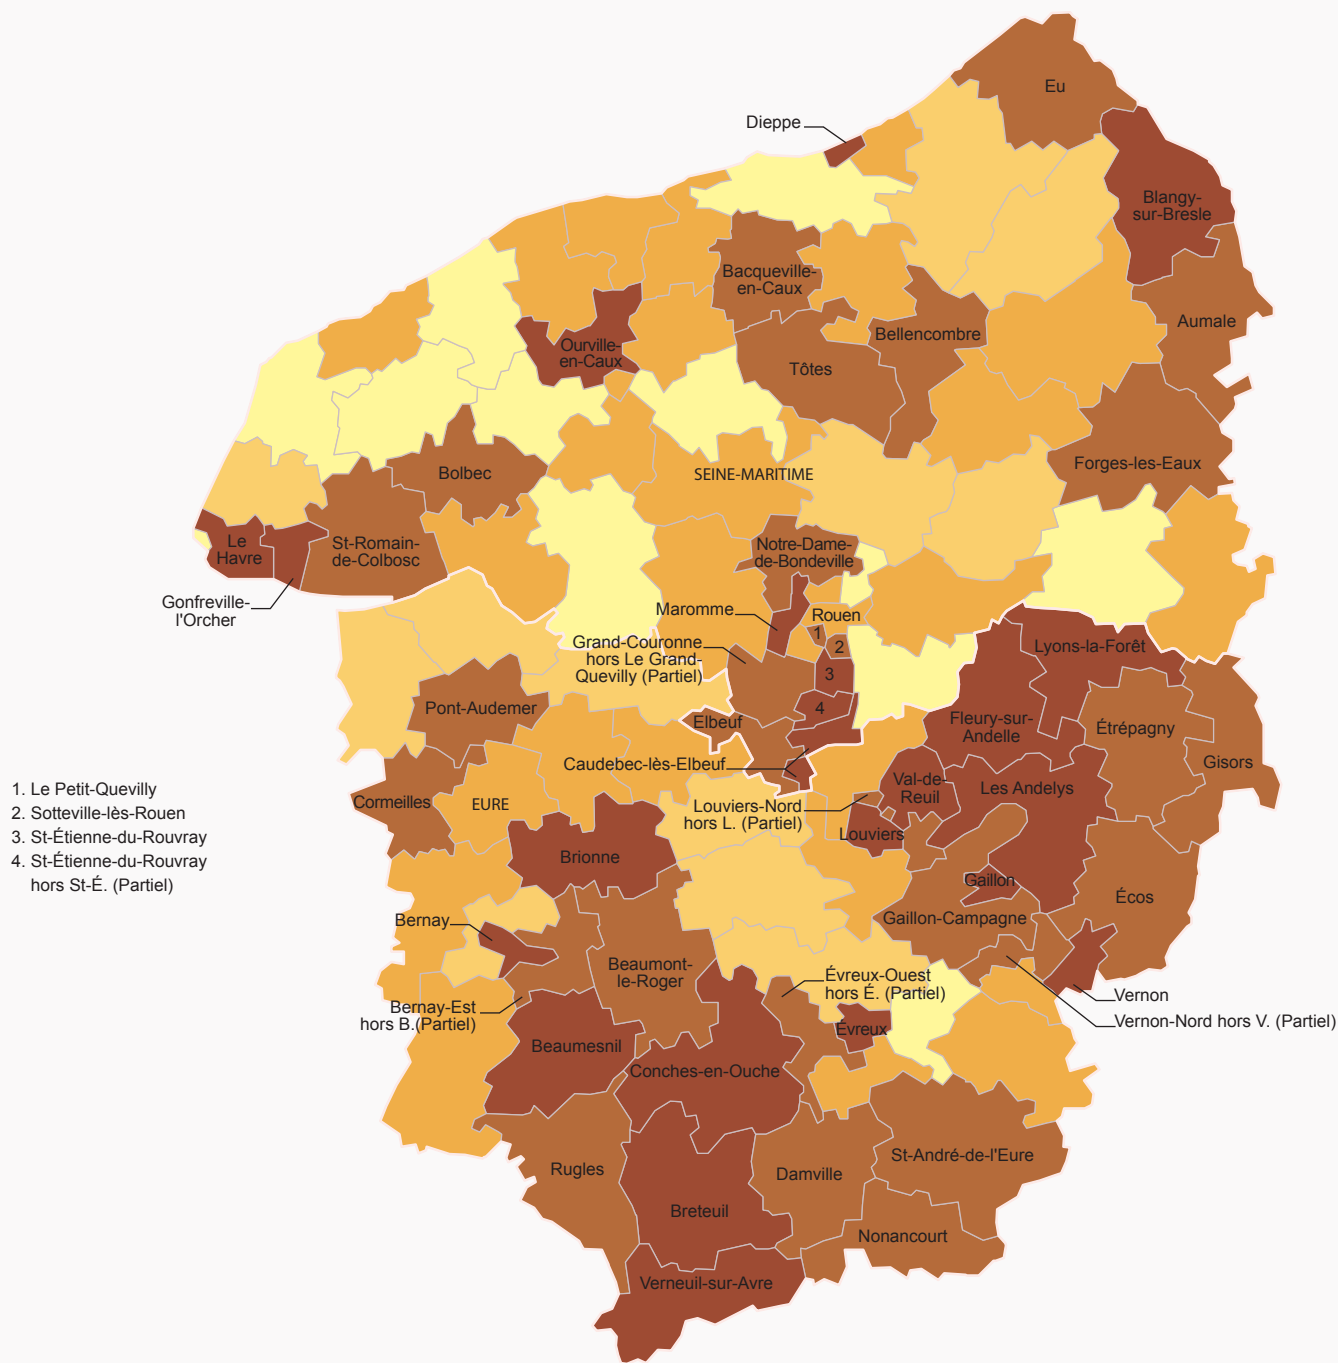 Eu
Dieppe
Blangy-
sur-Bresle
Bacqueville-
en-Caux
Aumale
Bellencombre
Ourville-
en-Caux
Tôtes
Forges-les-Eaux
Bolbec
SEINE-MARITIME
Le
Havre
St-Romain-
de-Colbosc
Notre-Dame-
de-Bondeville
Gonfreville-
l'Orcher
Maromme
Rouen
1
2
3
4
Grand-Couronne
hors Le Grand-
Quevilly (Partiel)
Lyons-la-Forêt
Pont-Audemer
Elbeuf
Fleury-sur-
Andelle
Étrépagny
Gisors
Caudebec-lès-Elbeuf
Val-de-
Reuil
Les Andelys
Cormeilles
EURE
Louviers-Nord
hors L. (Partiel)
Louviers
1. Le Petit-Quevilly
2. Sotteville-lès-Rouen
3. St-Étienne-du-Rouvray
4. St-Étienne-du-Rouvray
hors St-É. (Partiel)
Brionne
Gaillon
Écos
Bernay
Gaillon-Campagne
Beaumont-
le-Roger
Évreux-Ouest
hors É. (Partiel)
Vernon
Bernay-Est
hors B.(Partiel)
Vernon-Nord hors V. (Partiel)
Évreux
Beaumesnil
Conches-en-Ouche
St-André-de-l'Eure
Rugles
Damville
Breteuil
Nonancourt
Verneuil-sur-Avre